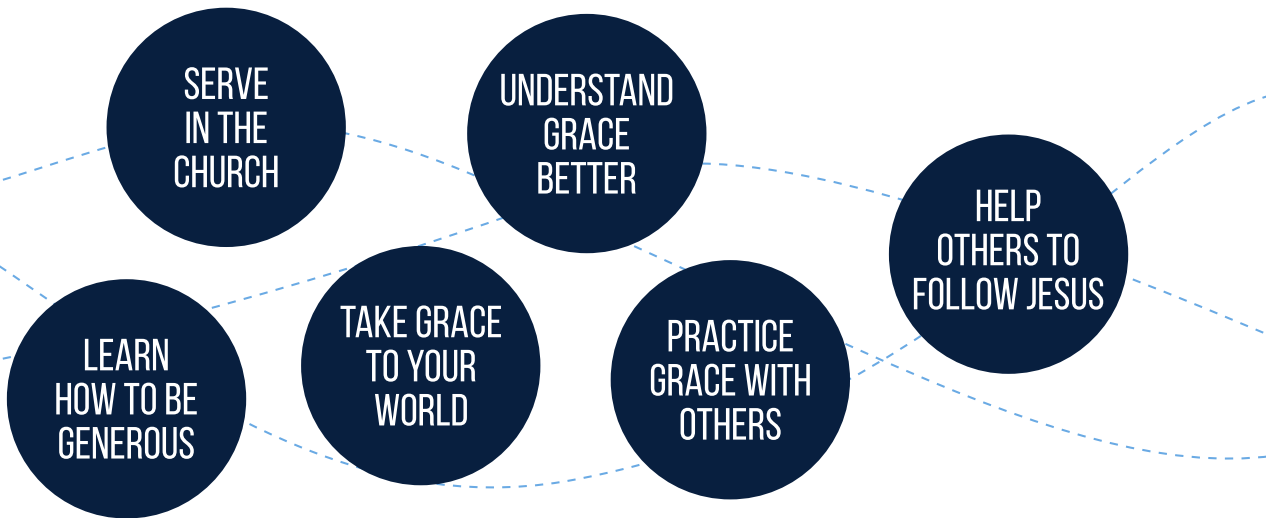 SERVE
IN THE
CHURCH
UNDERSTAND
GRACE
BETTER
HELP
OTHERS TO
FOLLOW JESUS
LEARN
HOW TO BE
GENEROUS
TAKE GRACE
TO YOUR
WORLD
PRACTICE
GRACE WITH
OTHERS